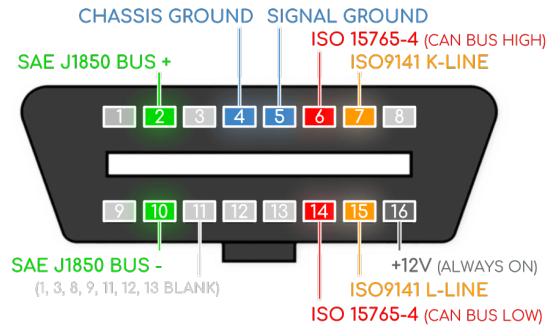 CHASSIS GROUND SIGNAL GROUND
ISO 15765-4 (CAN BUS HIGH)
SAE J1850 BUS + ISO9141 K-LINE
1 2 3 4 5 6 7 8
9 10 11 12 13 14 15 16
SAE J1850 BUS - +12V (ALWAYS ON)
(1, 3, 8, 9, 11, 12, 13 BLANK) ISO9141 L-LINE
ISO 15765-4 (CAN BUS LOW)